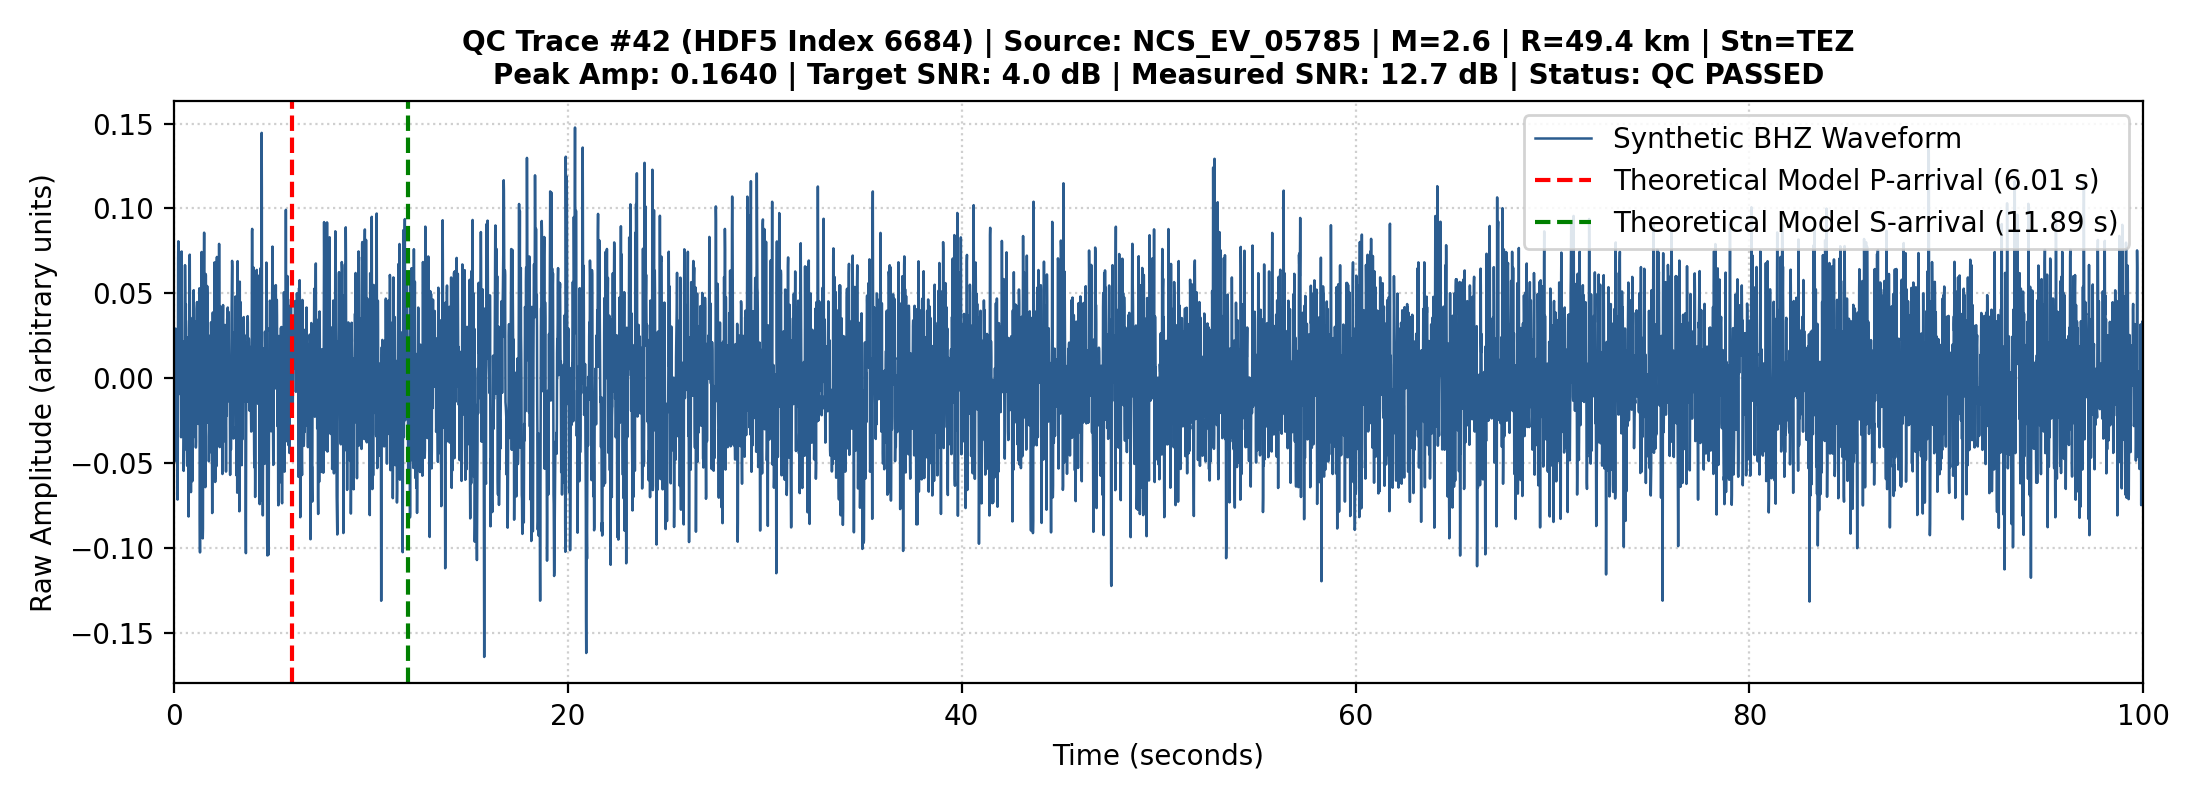 QC Trace #42 (HDF5 Index 6684) | Source: NCS_EV_05785 | M=2.6 | R=49.4 km | Stn=TEZ
Peak Amp: 0.1640 | Target SNR: 4.0 dB | Measured SNR: 12.7 dB | Status: QC PASSED
Synthetic BHZ Waveform
Theoretical Model P-arrival (6.01 s)
Theoretical Model S-arrival (11.89 s)
Raw Amplitude (arbitrary units)
0.15
0.10
0.05
0.00
−0.05
−0.10
−0.15
0 20 40 60 80 100
Time (seconds)